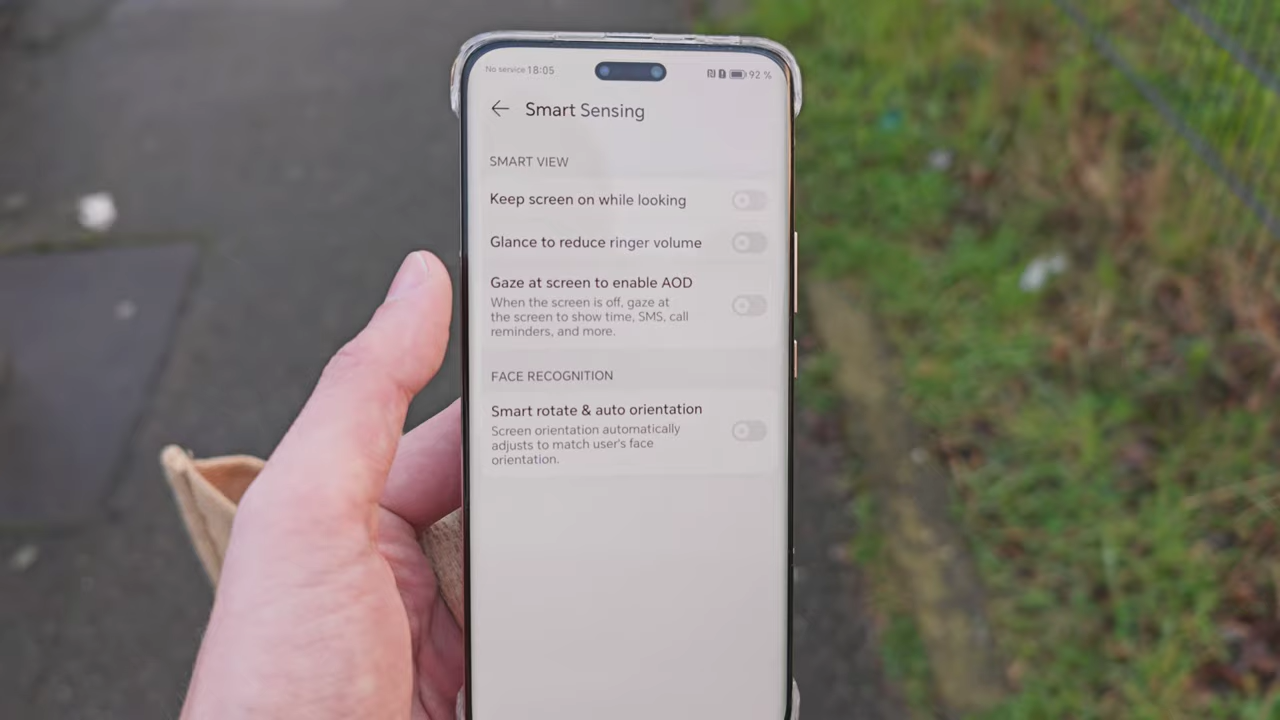 No service 18:05 92 %
Smart Sensing
SMART VIEW
Keep screen on while looking
Glance to reduce ringer volume
Gaze at screen to enable AOD
When the screen is off, gaze at
the screen to show time, SMS, call
reminders, and more.
FACE RECOGNITION
Smart rotate & auto orientation
Screen orientation automatically
adjusts to match user's face
orientation.